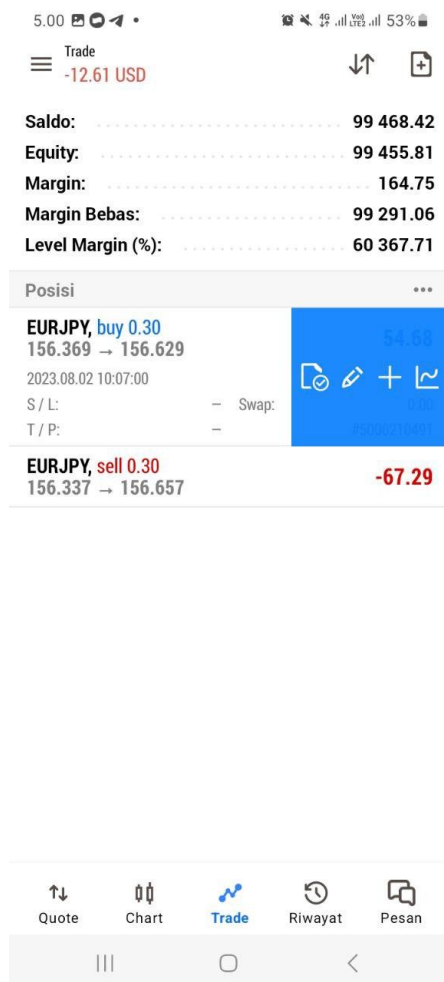 5.00 4G Vo) LTE2 53%
Trade
-12.61 USD
Saldo: 99 468.42
Equity: 99 455.81
Margin: 164.75
Margin Bebas: 99 291.06
Level Margin (%): 60 367.71
Posisi
EURJPY, buy 0.30 54.68
156.369 → 156.629
2023.08.02 10:07:00
S / L: – Swap: 0.00
T / P: –
EURJPY, sell 0.30
156.337 → 156.657 -67.29
Quote Chart Trade Riwayat Pesan